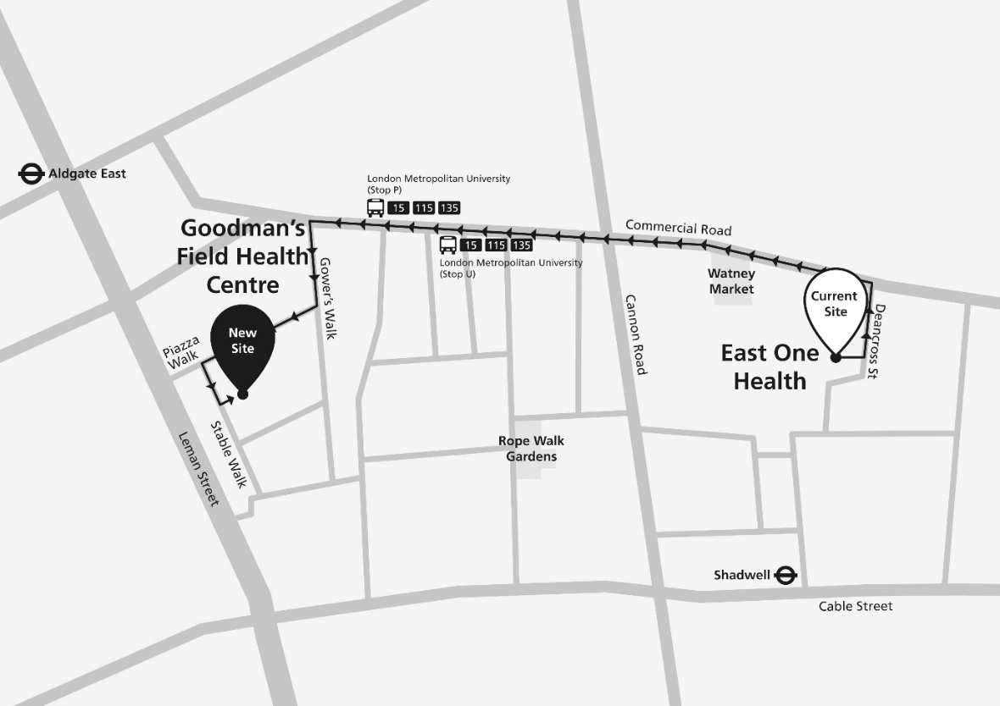 Aldgate East
London Metropolitan University
(Stop P)
15 115 135
Goodman's
Field Health
Centre
15 115 135
London Metropolitan University
(Stop U)
Commercial Road
Gower's Walk
Watney
Market
Cannon Road
Current
Site
Deancross St
East One
Health
New
Site
Piazza
Walk
Stable Walk
Leman Street
Rope Walk
Gardens
Shadwell
Cable Street